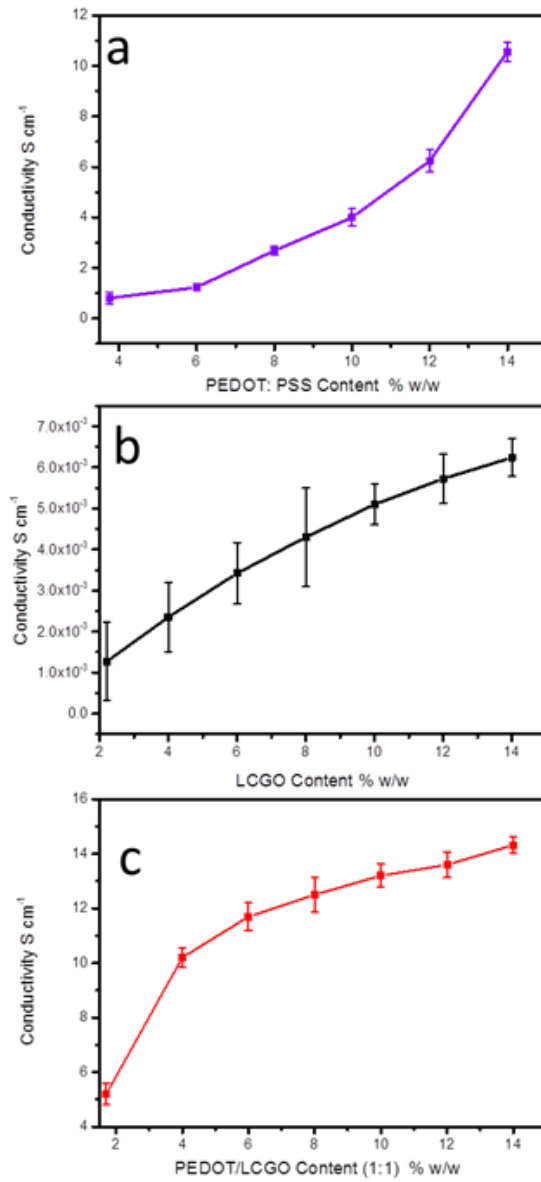 a
12
10
8
6
4
2
0
Conductivity S cm⁻¹
4 6 8 10 12 14
PEDOT: PSS Content % w/w
b
7.0x10⁻³
6.0x10⁻³
5.0x10⁻³
4.0x10⁻³
3.0x10⁻³
2.0x10⁻³
1.0x10⁻³
0.0
Conductivity S cm⁻¹
2 4 6 8 10 12 14
LCGO Content % w/w
c
16
14
12
10
8
6
4
Conductivity S cm⁻¹
2 4 6 8 10 12 14
PEDOT/LCGO Content (1:1) % w/w